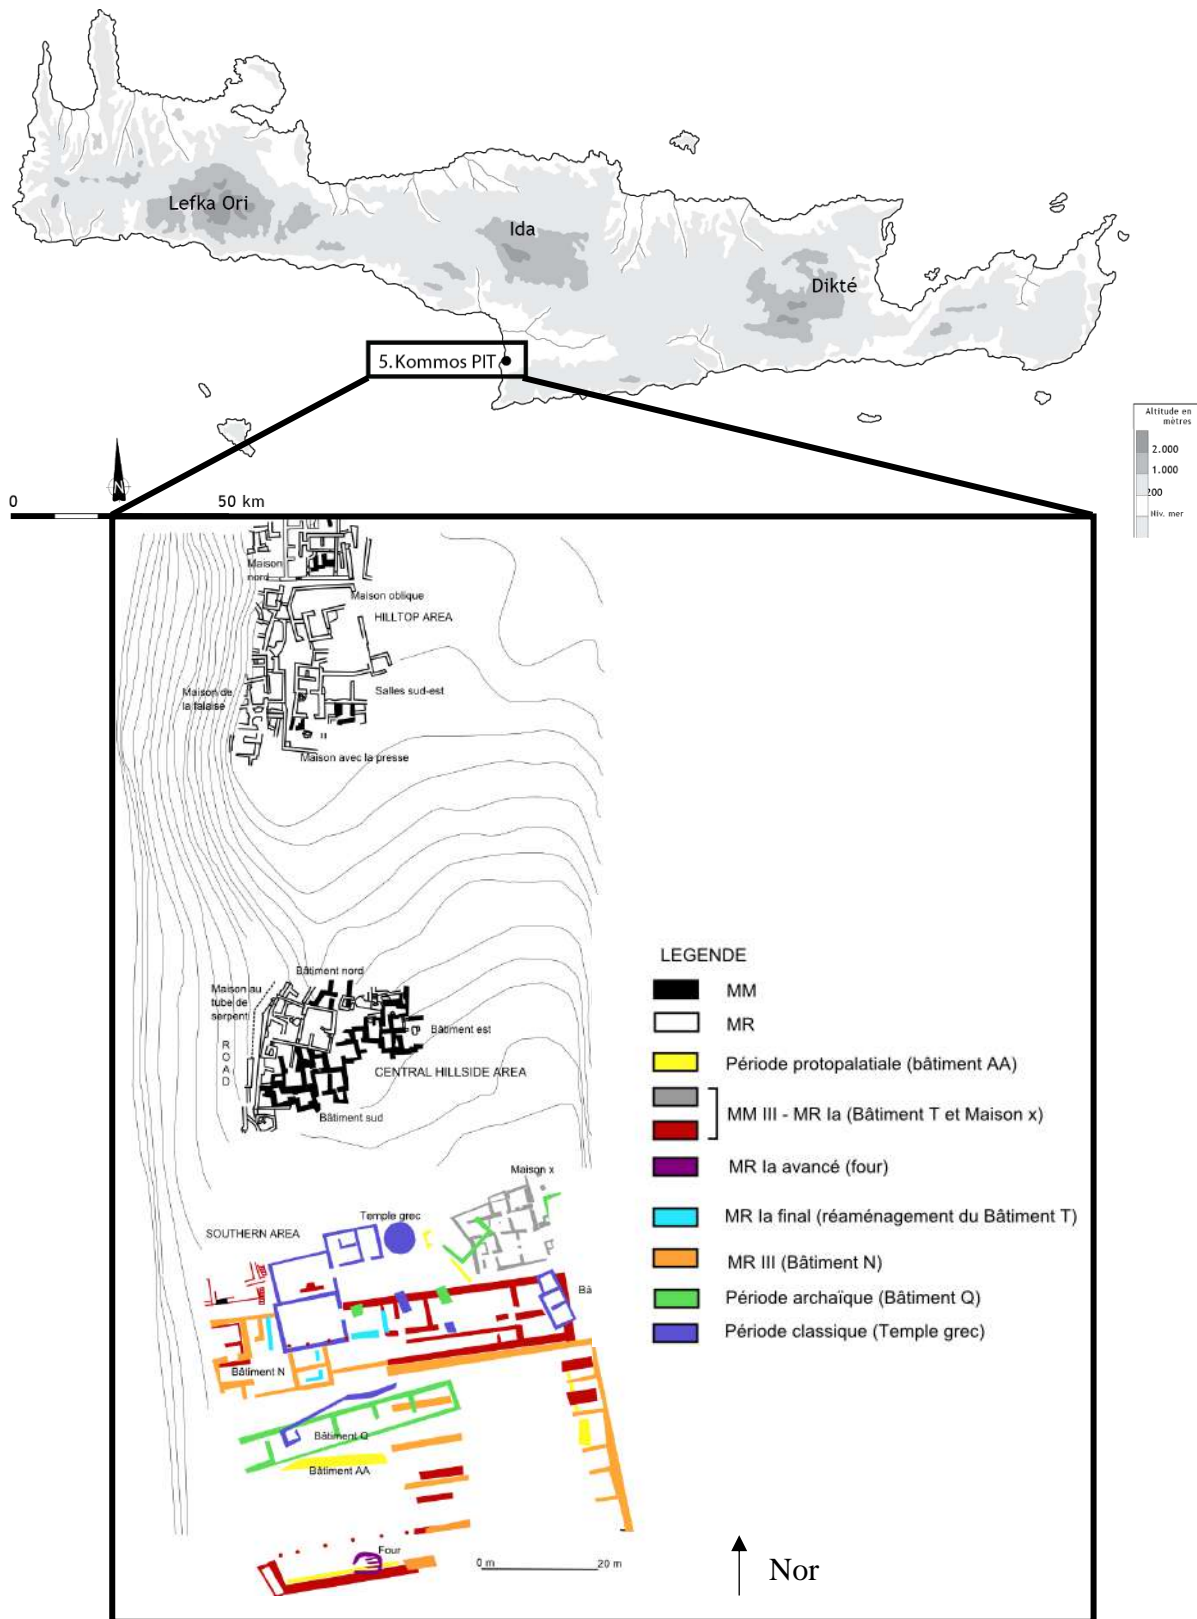 Lefka Ori
Ida
Dikté
5.Kommos PIT
Altitude en
mètres
2.000
1.000
200
Niv. mer
N
0
50 km
Maison
nord
Maison oblique
HILLTOP AREA
Maison de
la falaise
Salles sud-est
Maison avec la presse
Bâtiment nord
Maison au
tube de
serpent
ROAD
Bâtiment est
CENTRAL HILLSIDE AREA
Bâtiment sud
LEGENDE
MM
MR
Période protopalatiale (bâtiment AA)
MM III - MR Ia (Bâtiment T et Maison x)
MR Ia avancé (four)
MR Ia final (réaménagement du Bâtiment T)
MR III (Bâtiment N)
Période archaïque (Bâtiment Q)
Période classique (Temple grec)
Maison x
Temple grec
SOUTHERN AREA
Bâ
Bâtiment N
Bâtiment Q
Bâtiment AA
Four
0 m
20 m
Nor